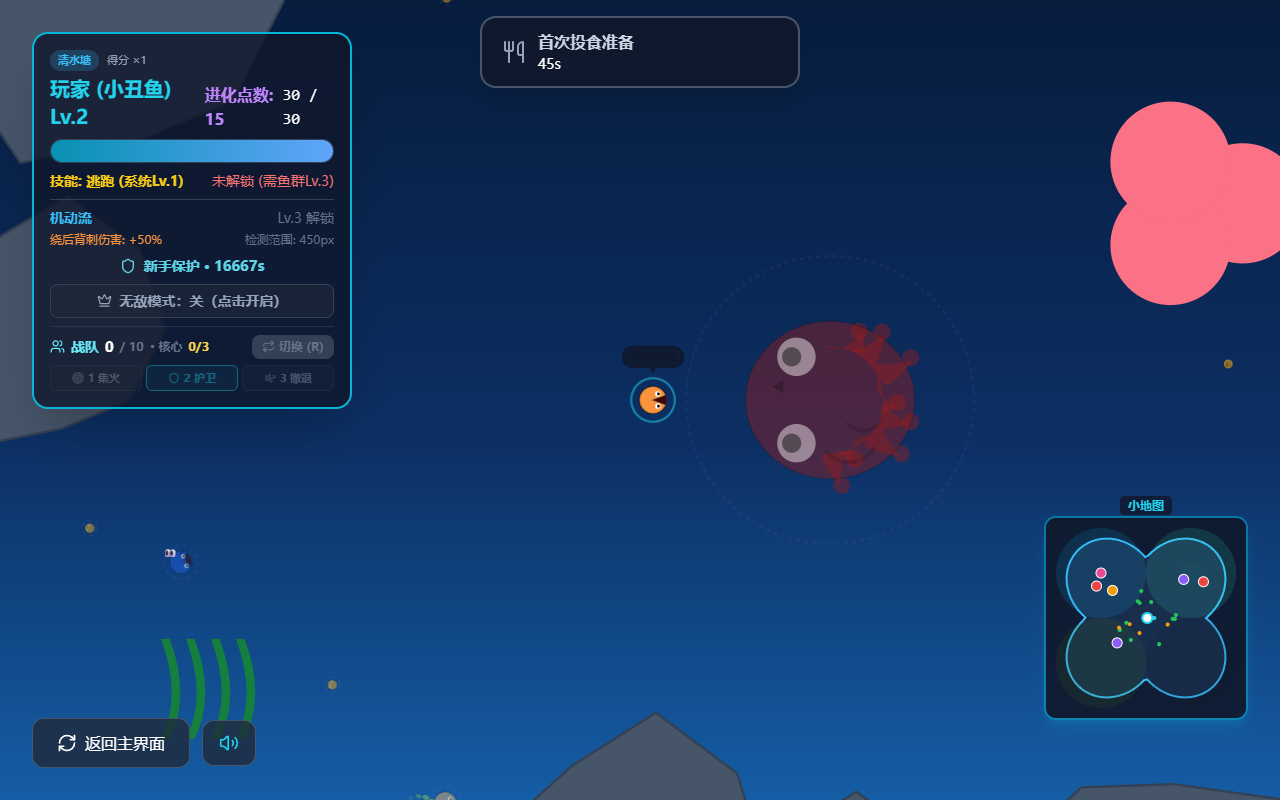 清水塘 得分 ×1
玩家 (小丑鱼) Lv.2
进化点数: 15
30 / 30
技能: 逃跑 (系统Lv.1) 未解锁 (需鱼群Lv.3)
机动流 Lv.3 解锁
绕后背刺伤害: +50% 检测范围: 450px
新手保护 • 16667s
无敌模式：关（点击开启）
战队 0 / 10 • 核心 0/3 切换 (R)
1 集火 2 护卫 3 撤退
首次投食准备
45s
小地图
返回主界面